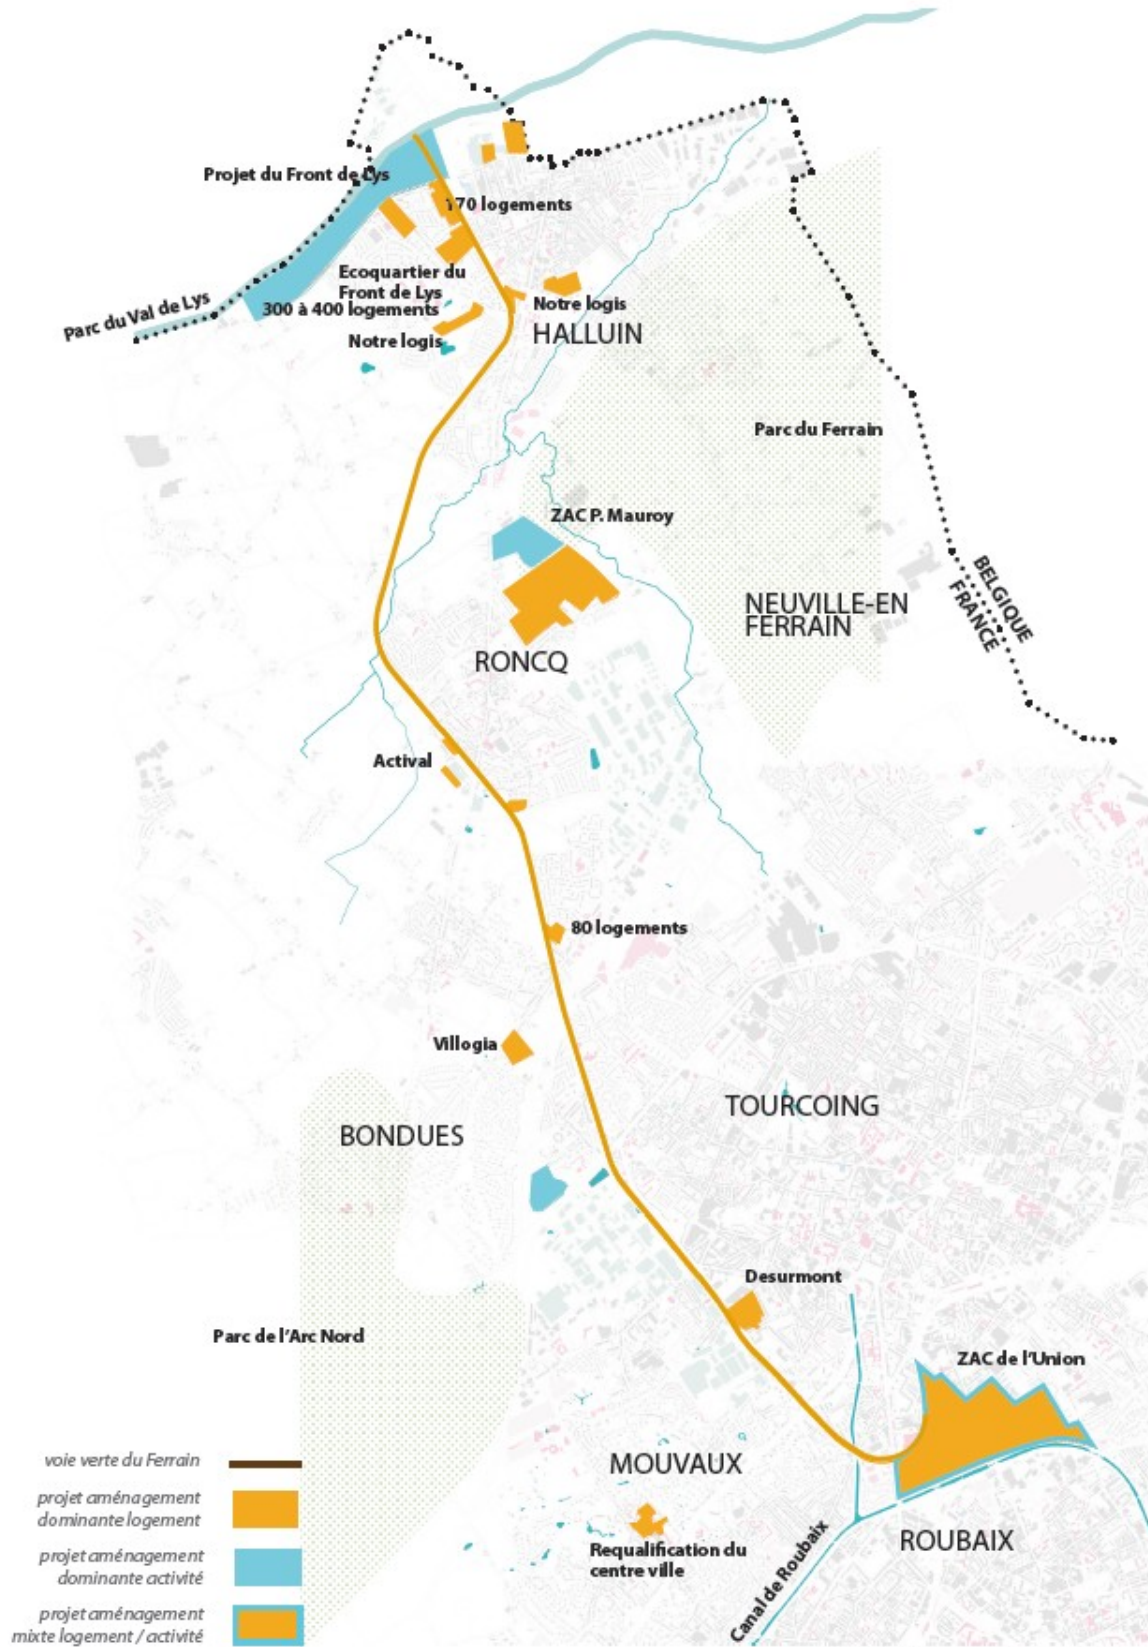 Projet du Front de Lys
170 logements
Ecoquartier du
Front de Lys
300 à 400 logements
Parc du Val de Lys
Notre logis
HALLUIN
Notre logis
Parc du Ferrain
ZAC P. Mauroy
BELGIQUE
FRANCE
NEUVILLE-EN
FERRAIN
RONCQ
Actival
80 logements
Villogia
TOURCOING
BONDUES
Desurmont
Parc de l'Arc Nord
ZAC de l'Union
MOUVAUX
ROUBAIX
Requalification du
centre ville
Canal de Roubaix
voie verte du Ferrain
projet aménagement
dominante logement
projet aménagement
dominante activité
projet aménagement
mixte logement / activité